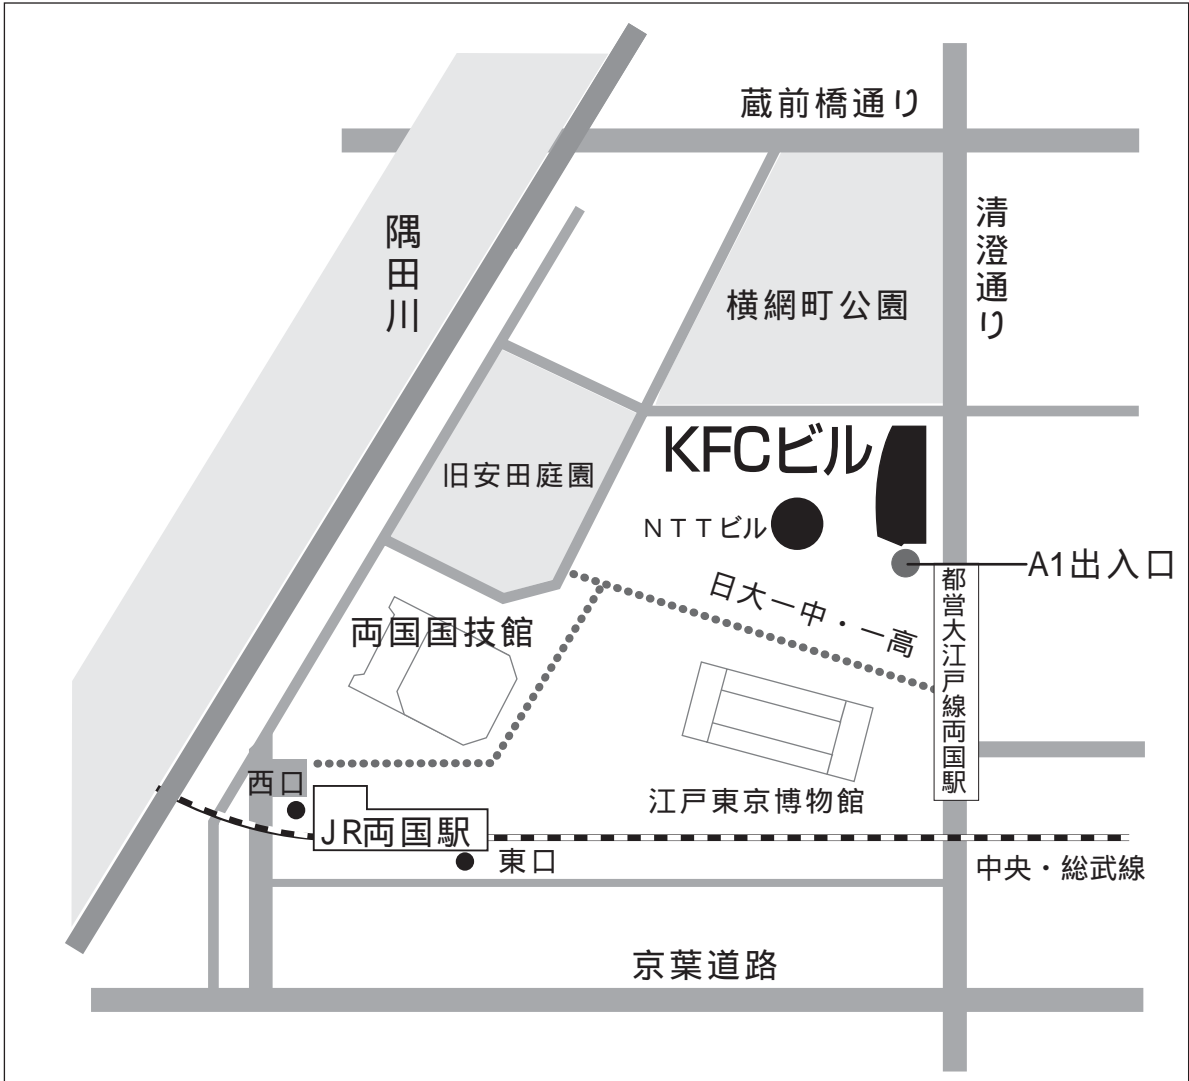 蔵前橋通り
隅田川
清澄通り
横網町公園
KFCビル
旧安田庭園
NTTビル
A1出入口
日大一中・一高
都営大江戸線両国駅
両国国技館
西口
江戸東京博物館
JR両国駅
東口
中央・総武線
京葉道路